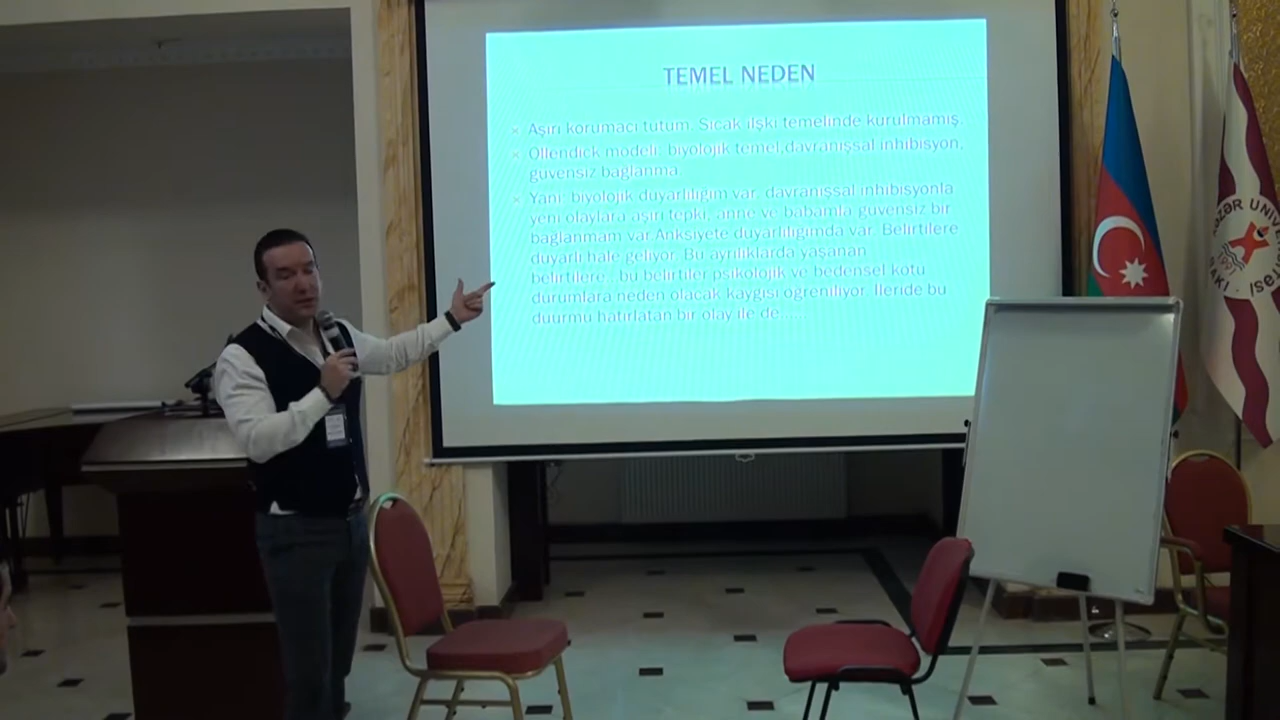 TEMEL NEDEN
Aşırı korumacı tutum. Sıcak ilşki temelinde kurulmamış.
Ollendick modeli: biyolojik temel,davranışsal inhibisyon,
güvensiz bağlanma.
Yani: biyolojik duyarlılığım var, davranışsal inhibisyonla
yeni olaylara aşırı tepki, anne ve babamla güvensiz bir
bağlanmam var.Anksiyete duyarlılığımda var. Belirtilere
duyarlı hale geliyor. Bu ayrılıklarda yaşanan
belirtilere...bu belirtiler psikolojik ve bedensel kötü
durumlara neden olacak kaygısı öğreniliyor. İleride bu
duurmu hatırlatan bir olay ile de......